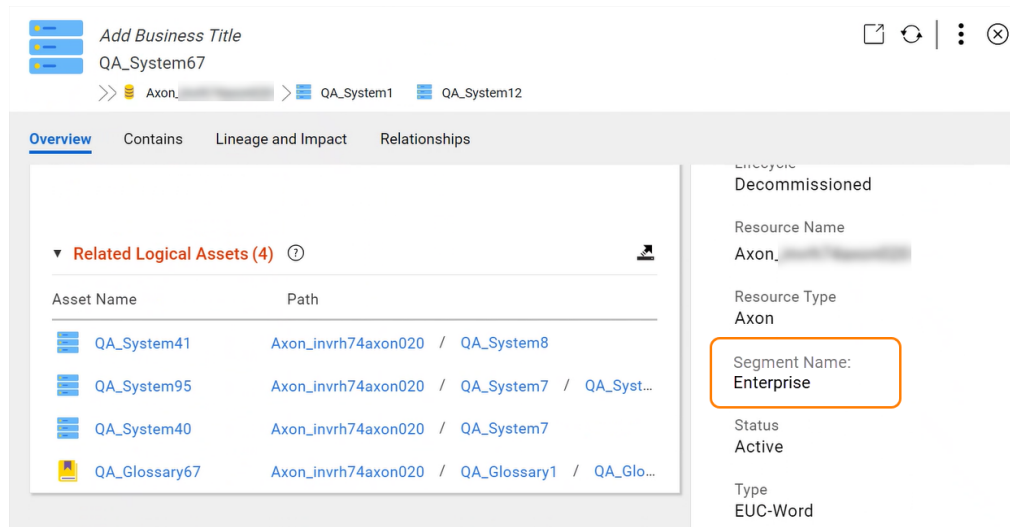 Add Business Title
QA_System67
Axon_ QA_System1 QA_System12
Overview Contains Lineage and Impact Relationships
Related Logical Assets (4) ?
Asset Name Path
QA_System41 Axon_invrh74axon020 / QA_System8
QA_System95 Axon_invrh74axon020 / QA_System7 / QA_Syst...
QA_System40 Axon_invrh74axon020 / QA_System7
QA_Glossary67 Axon_invrh74axon020 / QA_Glossary1 / QA_Glo...
Lifecycle
Decommissioned
Resource Name
Axon_
Resource Type
Axon
Segment Name:
Enterprise
Status
Active
Type
EUC-Word